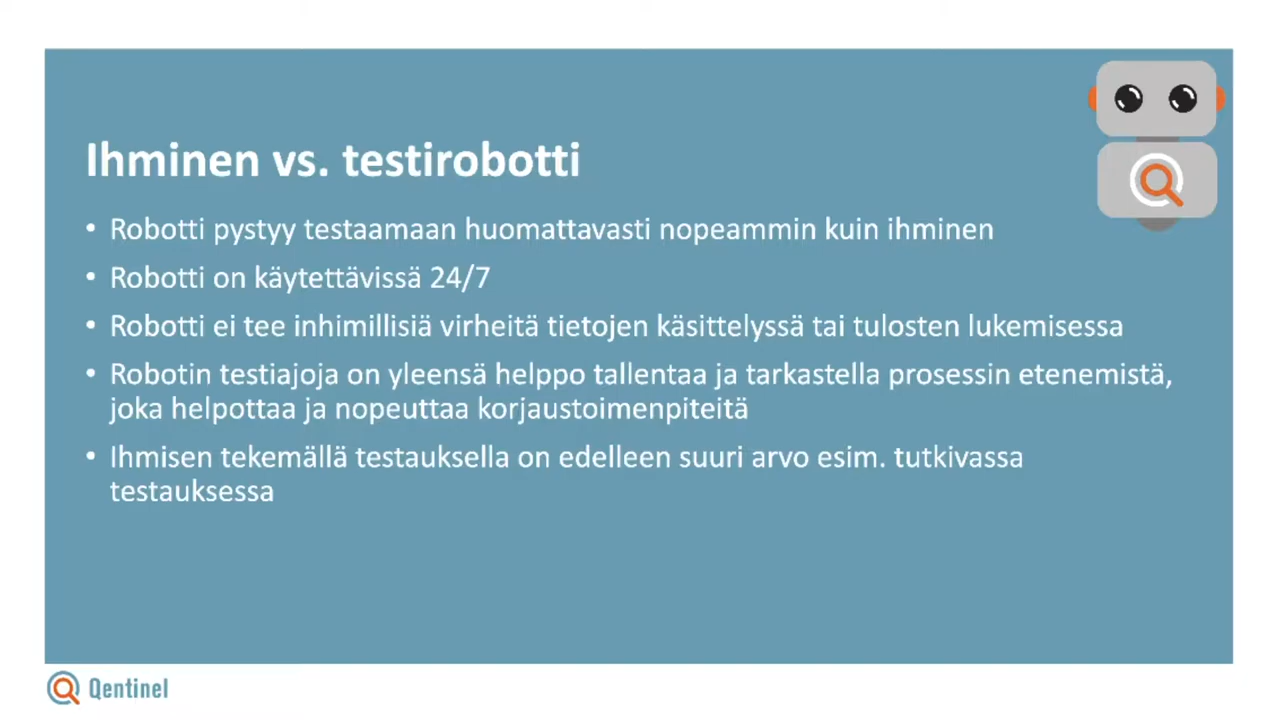 Ihminen vs. testirobotti
• Robotti pystyy testaamaan huomattavasti nopeammin kuin ihminen
• Robotti on käytettävissä 24/7
• Robotti ei tee inhimillisiä virheitä tietojen käsittelyssä tai tulosten lukemisessa
• Robotin testiajoja on yleensä helppo tallentaa ja tarkastella prosessin etenemistä,
joka helpottaa ja nopeuttaa korjaustoimenpiteitä
• Ihmisen tekemällä testauksella on edelleen suuri arvo esim. tutkivassa
testauksessa
Qentinel